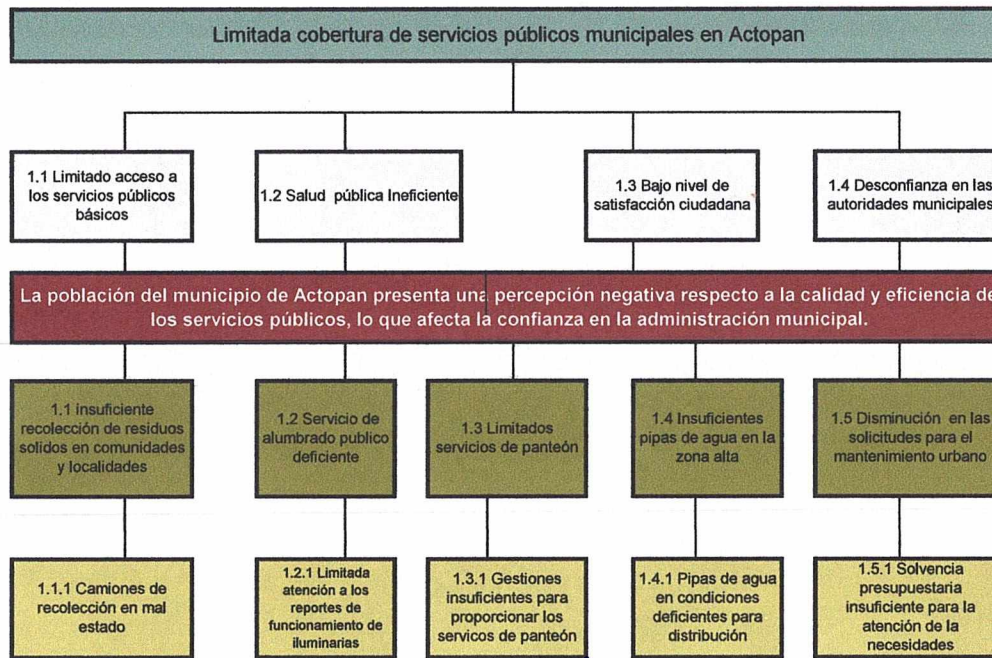 Limitada cobertura de servicios públicos municipales en Actopan
1.1 Limitado acceso a
los servicios públicos
básicos
1.2 Salud pública Ineficiente
1.3 Bajo nivel de
satisfacción ciudadana
1.4 Desconfianza en las
autoridades municipales
La población del municipio de Actopan presenta una percepción negativa respecto a la calidad y eficiencia de
los servicios públicos, lo que afecta la confianza en la administración municipal.
1.1 insuficiente
recolección de residuos
solidos en comunidades
y localidades
1.2 Servicio de
alumbrado publico
deficiente
1.3 Limitados
servicios de panteón
1.4 Insuficientes
pipas de agua en la
zona alta
1.5 Disminución en las
solicitudes para el
mantenimiento urbano
1.1.1 Camiones de
recolección en mal
estado
1.2.1 Limitada
atención a los
reportes de
funcionamiento de
iluminarias
1.3.1 Gestiones
insuficientes para
proporcionar los
servicos de panteón
1.4.1 Pipas de agua
en condiciones
deficientes para
distribución
1.5.1 Solvencia
presupuestaria
insuficiente para la
atención de la
necesidades